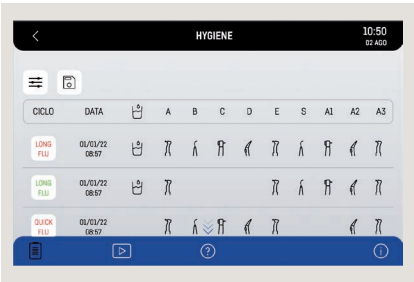 HYGIENE
10:50
02 AGO
CICLO DATA A B C D E S A1 A2 A3
LONG FLU 01/01/22 08:57
LONG FLU 01/01/22 08:57
QUICK FLU 01/01/22 08:57